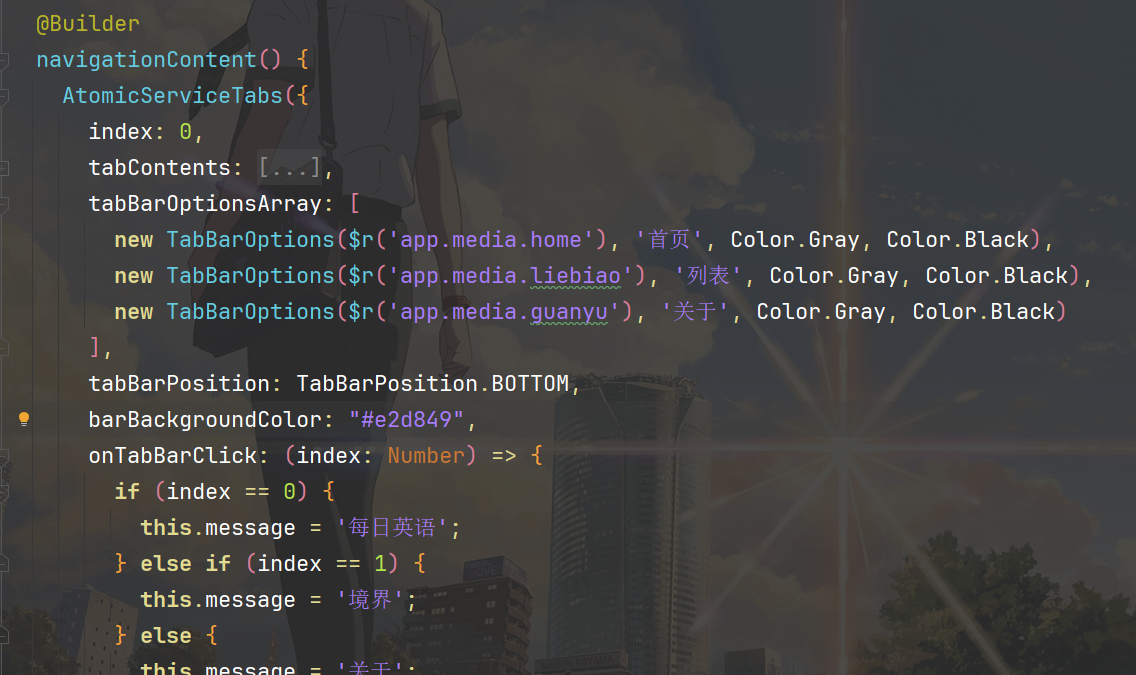 @Builder
navigationContent() {
AtomicServiceTabs({
index: 0,
tabContents: [...],
tabBarOptionsArray: [
new TabBarOptions($r('app.media.home'), '首页', Color.Gray, Color.Black),
new TabBarOptions($r('app.media.liebiao'), '列表', Color.Gray, Color.Black),
new TabBarOptions($r('app.media.guanyu'), '关于', Color.Gray, Color.Black)
],
tabBarPosition: TabBarPosition.BOTTOM,
barBackgroundColor: "#e2d849",
onTabBarClick: (index: Number) => {
if (index == 0) {
this.message = '每日英语';
} else if (index == 1) {
this.message = '境界';
} else {
this.message = '关于';